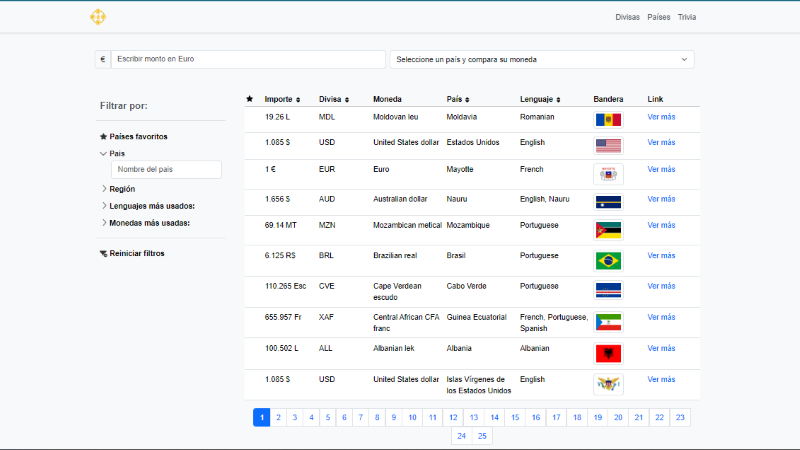 Divisas Países Trivia
€ Escribir monto en Euro Seleccione un país y compara su moneda
Filtrar por:
Países favoritos
País
Nombre del país
Región
Lenguajes más usados:
Monedas más usadas:
Reiniciar filtros
Importe Divisa Moneda País Lenguaje Bandera Link
19.26 L MDL Moldovan leu Moldavia Romanian Ver más
1.085 $ USD United States dollar Estados Unidos English Ver más
1 € EUR Euro Mayotte French Ver más
1.656 $ AUD Australian dollar Nauru English, Nauru Ver más
69.14 MT MZN Mozambican metical Mozambique Portuguese Ver más
6.125 R$ BRL Brazilian real Brasil Portuguese Ver más
110.265 Esc CVE Cape Verdean Cabo Verde Portuguese Ver más
escudo
655.957 Fr XAF Central African CFA Guinea Ecuatorial French, Portuguese, Ver más
franc Spanish
100.502 L ALL Albanian lek Albania Albanian Ver más
1.085 $ USD United States dollar Islas Vírgenes de English Ver más
los Estados Unidos
1 2 3 4 5 6 7 8 9 10 11 12 13 14 15 16 17 18 19 20 21 22 23
24 25